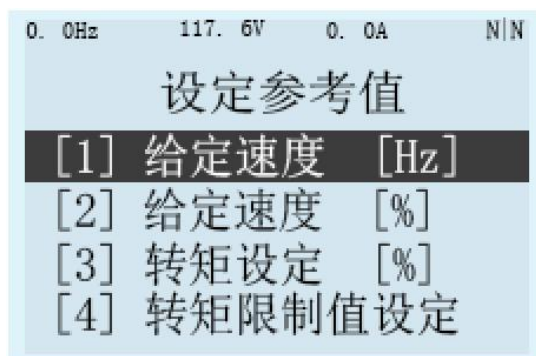 0. 0Hz 117. 6V 0. 0A N|N
设定参考值
[1] 给定速度 [Hz]
[2] 给定速度 [%]
[3] 转矩设定 [%]
[4] 转矩限制值设定